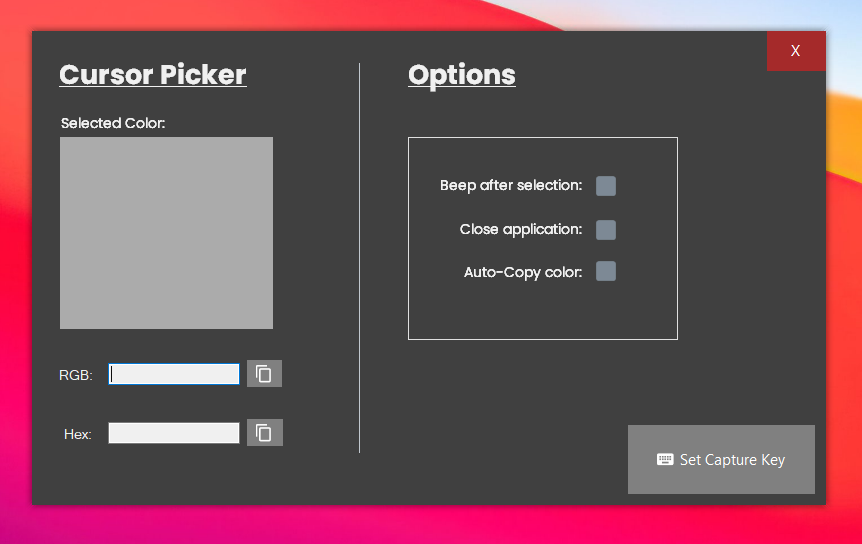 X
Cursor Picker
Options
Selected Color:
Beep after selection:
Close application:
Auto-Copy color:
RGB:
Hex:
Set Capture Key